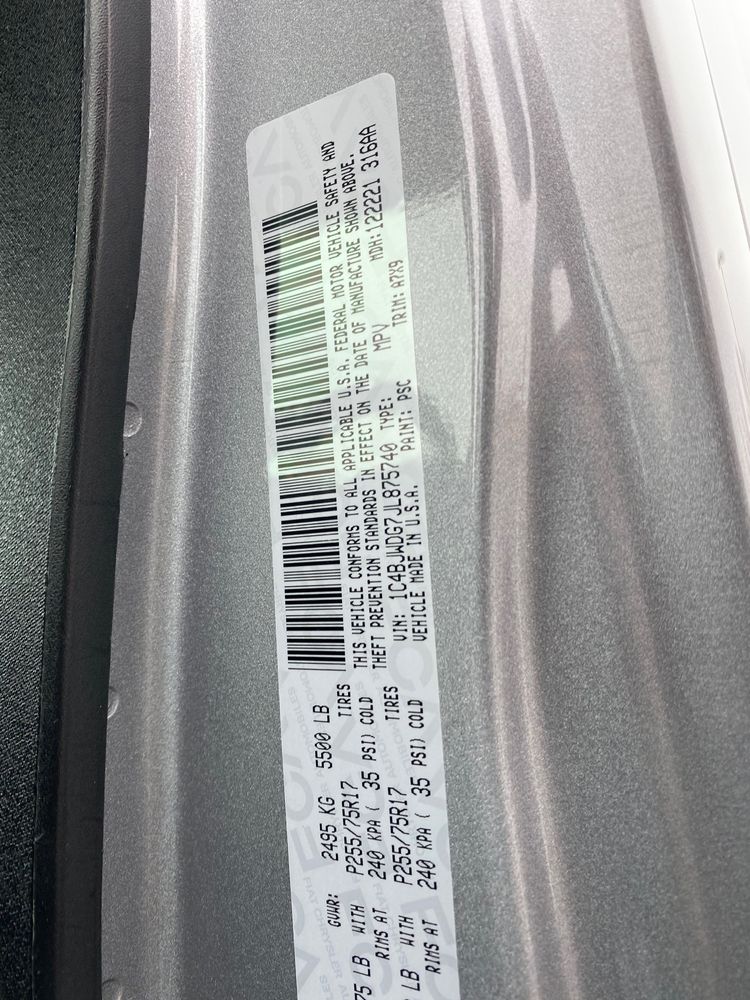 GVWR: 2495 KG 5500 LB
75 LB WITH P255/75R17 TIRES
RIMS AT 240 KPA ( 35 PSI) COLD
LB WITH P255/75R17 TIRES
RIMS AT 240 KPA ( 35 PSI) COLD
THIS VEHICLE CONFORMS TO ALL APPLICABLE U.S.A. FEDERAL MOTOR VEHICLE SAFETY AND
THEFT PREVENTION STANDARDS IN EFFECT ON THE DATE OF MANUFACTURE SHOWN ABOVE.
VIN: 1C4BJWDG7JL875740 TYPE: MPV MDH:122221 316AA
VEHICLE MADE IN U.S.A. PAINT: PSC TRIM: A7X9